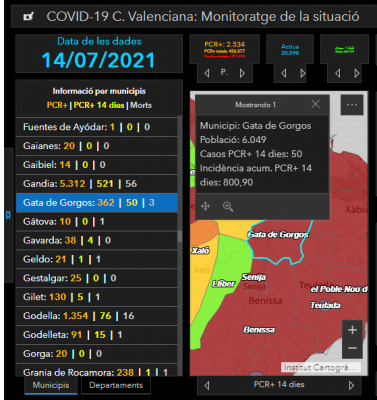 COVID-19 C. Valenciana: Monitoratge de la situació
Data de les dades
14/07/2021
PCR+: 2.534
PCR+ totals: 426.077
Actius
20.590
P.
Informació por municipis
PCR+ | PCR+ 14 dies | Morts
Fuentes de Ayódar: 1 | 0 | 0
Gaianes: 20 | 0 | 0
Gaibiel: 14 | 0 | 0
Gandia: 5.312 | 521 | 56
Gata de Gorgos: 362 | 50 | 3
Gátova: 10 | 0 | 1
Gavarda: 38 | 4 | 0
Geldo: 21 | 1 | 1
Gestalgar: 25 | 0 | 0
Gilet: 130 | 5 | 1
Godella: 1.354 | 76 | 16
Godelleta: 91 | 15 | 1
Gorga: 20 | 0 | 0
Granja de Rocamora: 238 | 1 | 1
Municipis
Departaments
Mostrando 1
Municipi: Gata de Gorgos
Població: 6.049
Casos PCR+ 14 dies: 50
Incidència acum. PCR+ 14
dies: 800,90
Xàbi
Gata de Gorgos
Xaló
Xaló
Senija
Llíber
Senija
el Poble Nou d
Teulada
Teulada
Benissa
Benissa
Institut Cartogrà...
PCR+ 14 dies